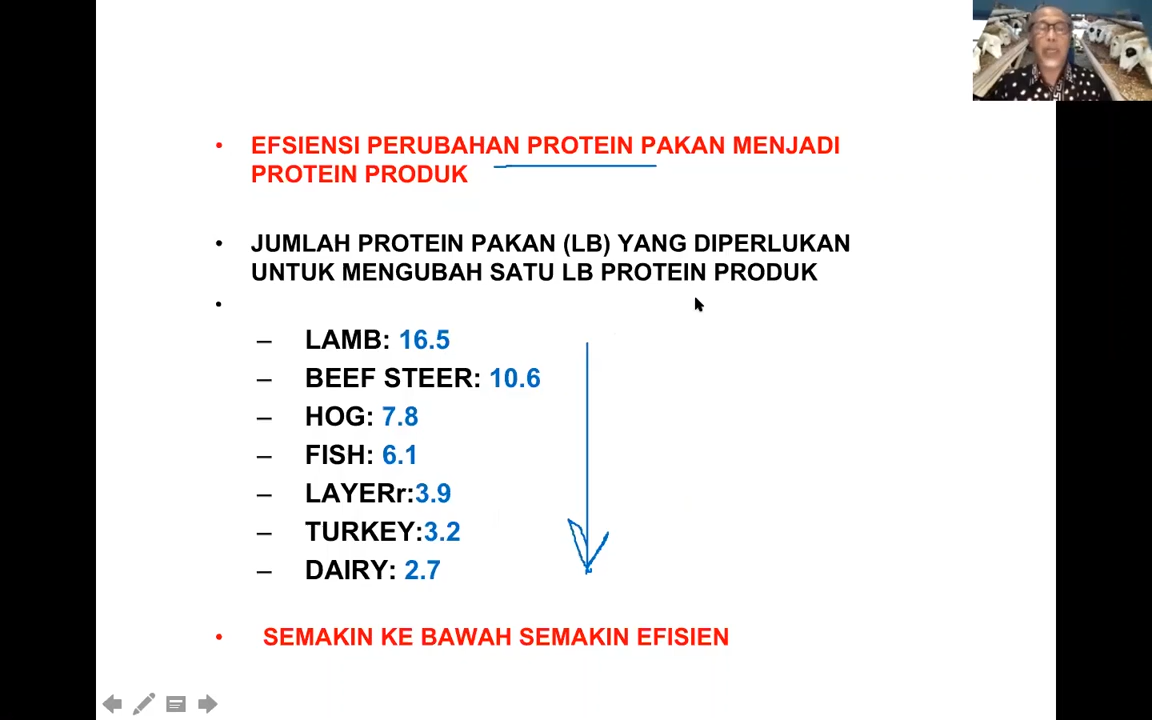 • EFSIENSI PERUBAHAN PROTEIN PAKAN MENJADI
PROTEIN PRODUK
• JUMLAH PROTEIN PAKAN (LB) YANG DIPERLUKAN
UNTUK MENGUBAH SATU LB PROTEIN PRODUK
•
– LAMB: 16.5
– BEEF STEER: 10.6
– HOG: 7.8
– FISH: 6.1
– LAYERr:3.9
– TURKEY:3.2
– DAIRY: 2.7
• SEMAKIN KE BAWAH SEMAKIN EFISIEN